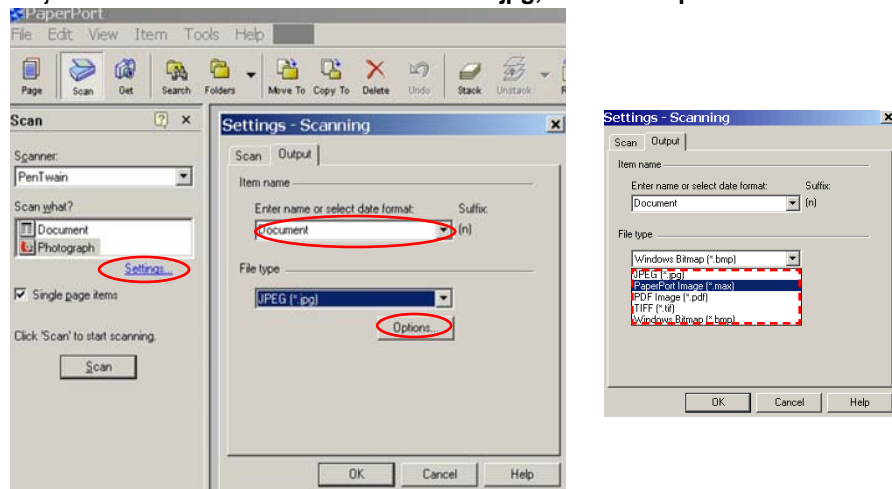 jpg,
PaperPort
File Edit View Item Tools Help
Page Scan Get Search Folders Move To Copy To Delete Undo Stack Unstack
Scan
Scanner:
PenTwain
Scan what?
Document
Photograph
Settings...
Single page items
Click 'Scan' to start scanning.
Scan
Settings - Scanning
Scan Output
Item name
Enter name or select date format: Suffix:
Document (n)
File type
JPEG (*.jpg)
Options...
OK Cancel Help
Settings - Scanning
Scan Output
Item name
Enter name or select date format: Suffix:
Document (n)
File type
Windows Bitmap (*.bmp)
JPEG (*.jpg)
PaperPort Image (*.max)
PDF Image (*.pdf)
TIFF (*.tif)
Windows Bitmap (*.bmp)
OK Cancel Help